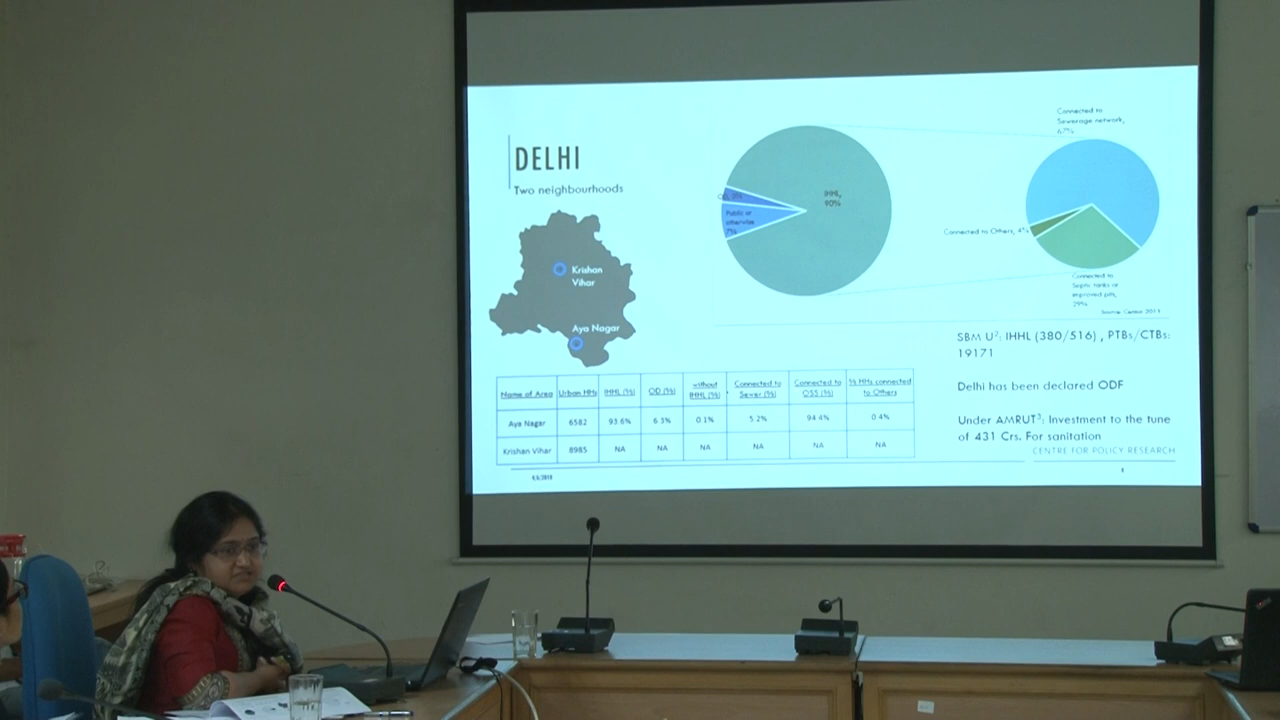 DELHI
Two neighbourhoods
Krishan
Vihar
Aya Nagar
IHHL,
90%
Public or
otherwise
7%
Connected to
Sewerage network,
67%
Connected to Others, 4%
Connected to
Septic tanks or
improved pits,
29%
Source: Census 2011
SBM U²: IHHL (380/516) , PTBs/CTBs:
19171
Delhi has been declared ODF
Under AMRUT³: Investment to the tune
of 431 Crs. For sanitation
Name of Area Urban HHs IHHL (%) OD (%) without IHHL (%) Connected to Sewer (%) Connected to OSS (%) % HHs connected to Others
Aya Nagar 6582 93.6% 6.3% 0.1% 5.2% 94.4% 0.4%
Krishan Vihar 8985 NA NA NA NA NA NA
CENTRE FOR POLICY RESEARCH